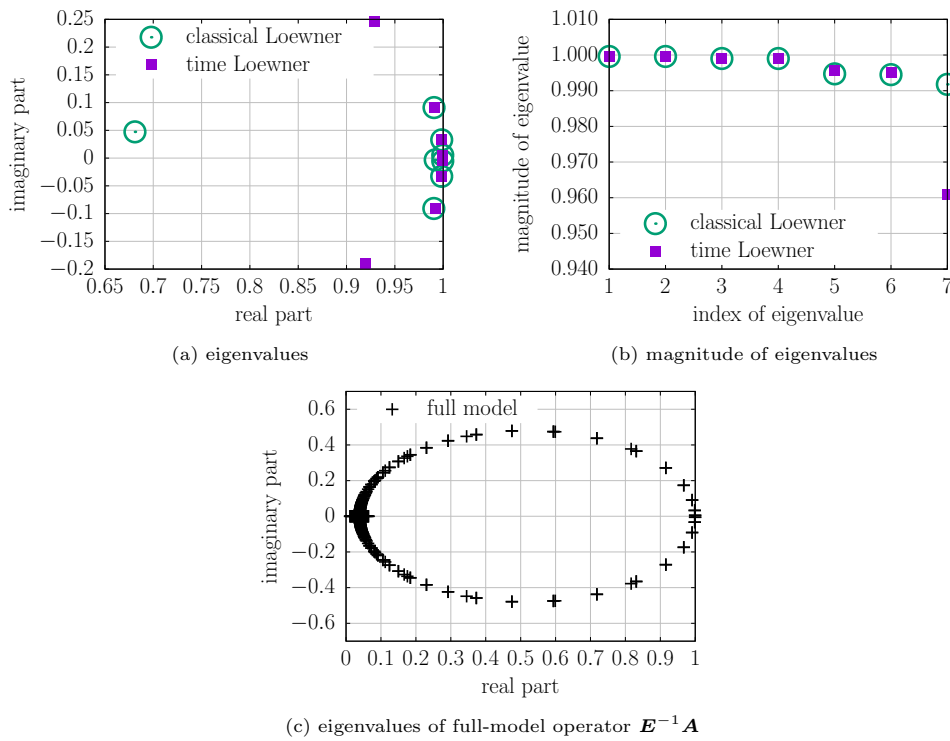 0.25
0.2
0.15
0.1
0.05
0
−0.05
−0.1
−0.15
−0.2
imaginary part
classical Loewner
time Loewner
0.65 0.7 0.75 0.8 0.85 0.9 0.95 1
real part
(a) eigenvalues
1.010
1.000
0.990
0.980
0.970
0.960
0.950
0.940
magnitude of eigenvalue
classical Loewner
time Loewner
1 2 3 4 5 6 7
index of eigenvalue
(b) magnitude of eigenvalues
0.6
0.4
0.2
0
−0.2
−0.4
−0.6
imaginary part
full model
0 0.1 0.2 0.3 0.4 0.5 0.6 0.7 0.8 0.9 1
real part
(c) eigenvalues of full-model operator E⁻¹A